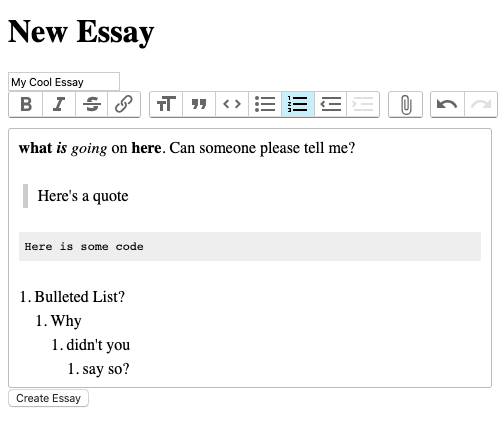 New Essay
My Cool Essay
what is going on here. Can someone please tell me?
Here's a quote
Here is some code
1. Bulleted List?
1. Why
1. didn't you
1. say so?
Create Essay